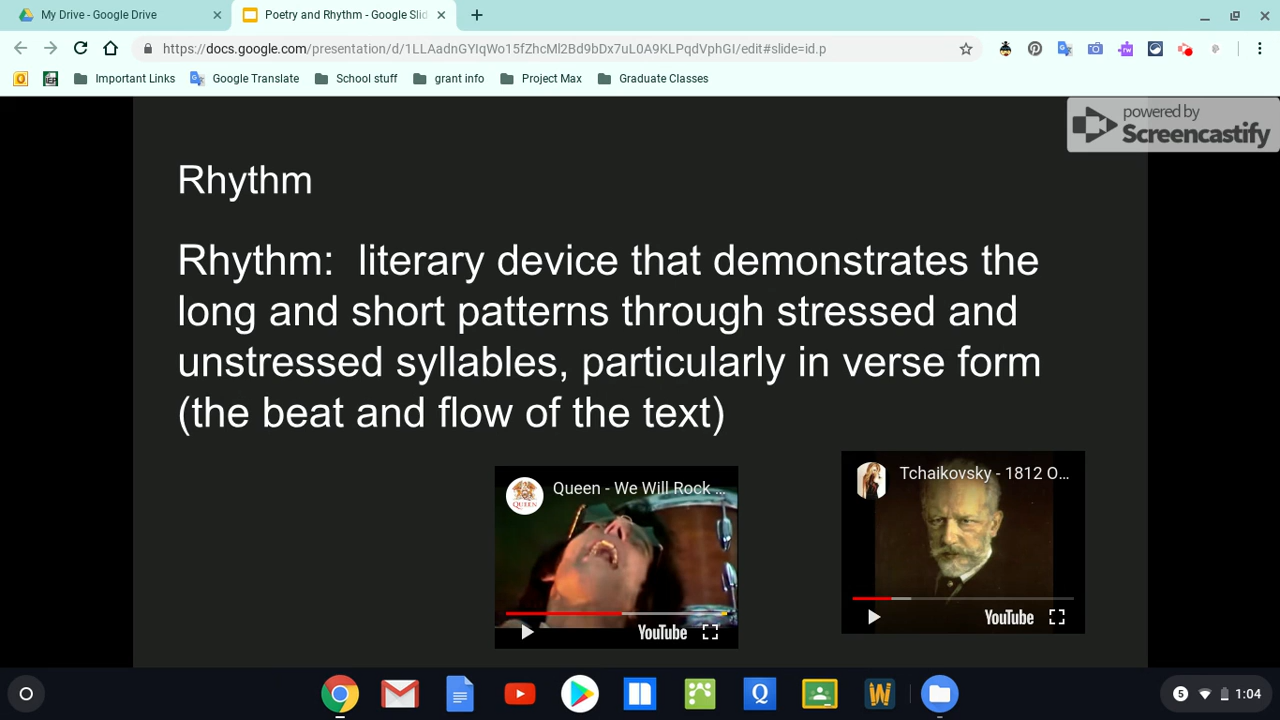 My Drive - Google Drive
Poetry and Rhythm - Google Slid
https://docs.google.com/presentation/d/1LLAadnGYIqWo15fZhcMl2Bd9bDx7uL0A9KLPqdVphGI/edit#slide=id.p
Important Links
Google Translate
School stuff
grant info
Project Max
Graduate Classes
powered by
Screencastify
Rhythm
Rhythm: literary device that demonstrates the
long and short patterns through stressed and
unstressed syllables, particularly in verse form
(the beat and flow of the text)
Queen - We Will Rock ...
QUEEN
YouTube
Tchaikovsky - 1812 O...
YouTube
5
1:04